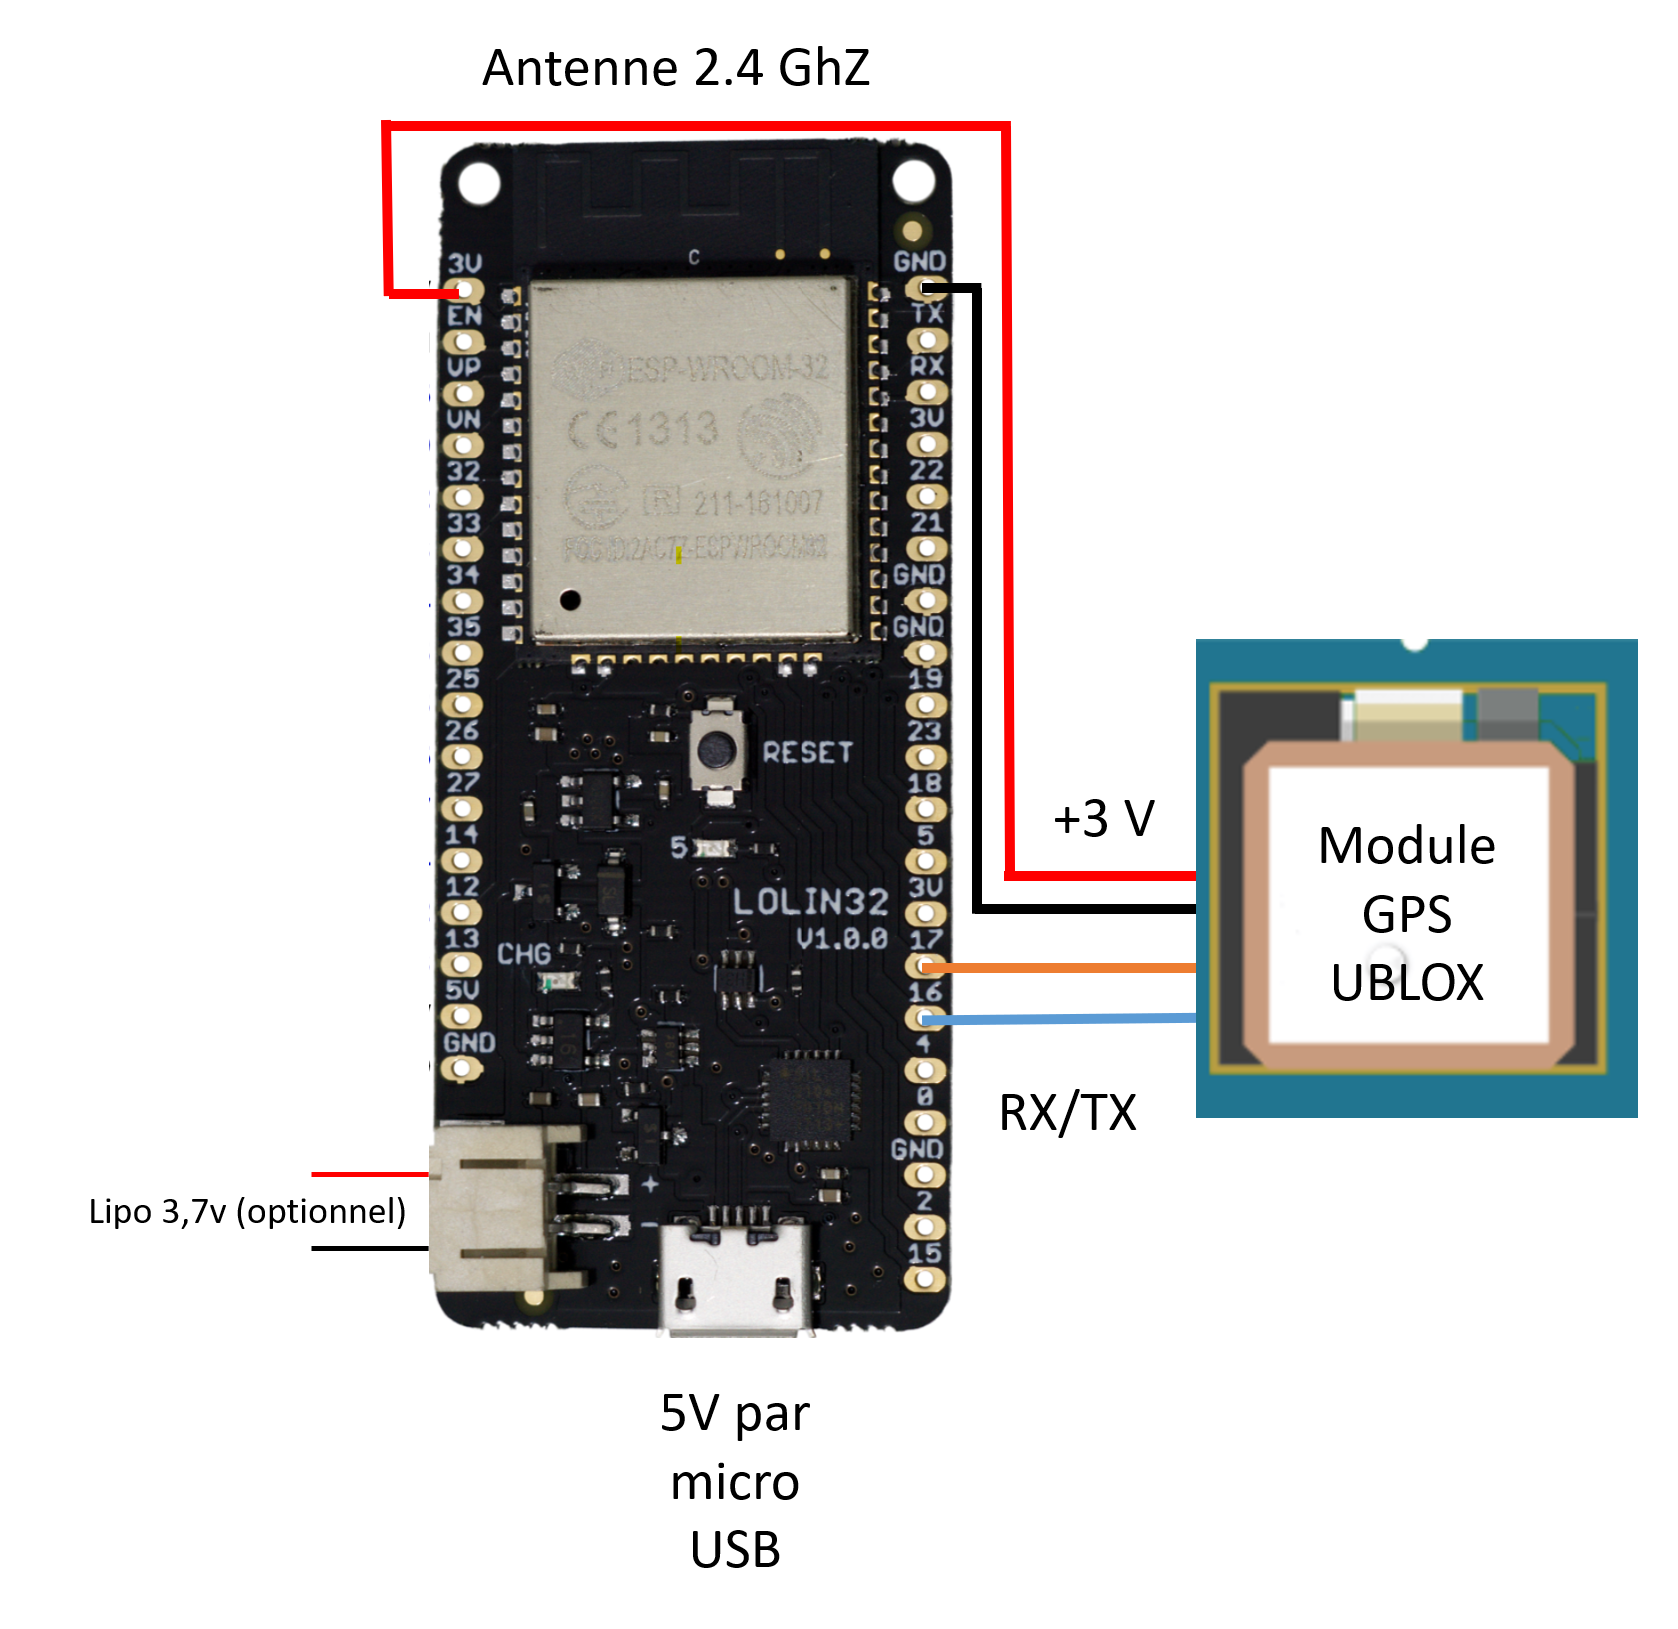 Antenne 2.4 GhZ
3V
EN
VP
VN
32
33
34
35
25
26
27
14
12
13
5V
GND
C
ESP-WROOM-32
CE1313
R 211-161007
RESET
5
LOLIN32
V1.0.0
CHG
+
-
GND
TX
RX
3V
22
21
GND
GND
19
23
18
5
3V
17
16
4
0
GND
2
15
+3 V
Module
GPS
UBLOX
RX/TX
Lipo 3,7v (optionnel)
5V par
micro
USB